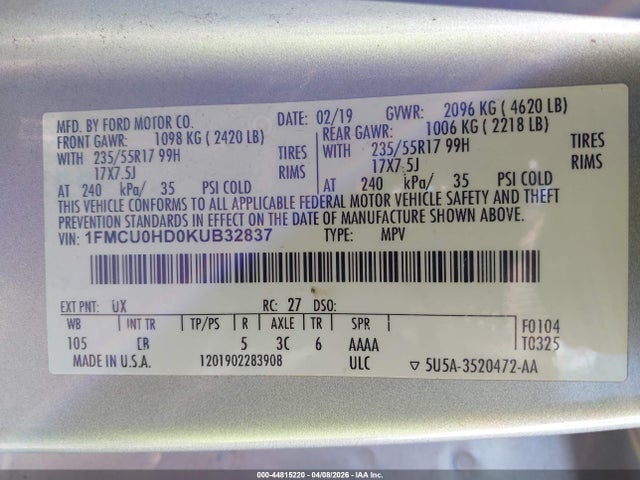 MFD. BY FORD MOTOR CO. DATE: 02/19 GVWR: 2096 KG ( 4620 LB)
FRONT GAWR: 1098 KG ( 2420 LB) REAR GAWR: 1006 KG ( 2218 LB)
WITH 235/55R17 99H TIRES WITH 235/55R17 99H TIRES
17X7.5J RIMS 17X7.5J RIMS
AT 240 kPa/ 35 PSI COLD AT 240 kPa/ 35 PSI COLD
THIS VEHICLE CONFORMS TO ALL APPLICABLE FEDERAL MOTOR VEHICLE SAFETY AND THEFT
PREVENTION STANDARDS IN EFFECT ON THE DATE OF MANUFACTURE SHOWN ABOVE.
VIN: 1FMCU0HD0KUB32837 TYPE: MPV
EXT PNT: UX RC: 27 DSO:
WB INT TR TP/PS R AXLE TR SPR F0104
105 CR 5 3C 6 AAAA T0325
MADE IN U.S.A. 1201902283908 ULC ▽ 5U5A-3520472-AA
000-44815220 - 04/08/2026 - IAA Inc.